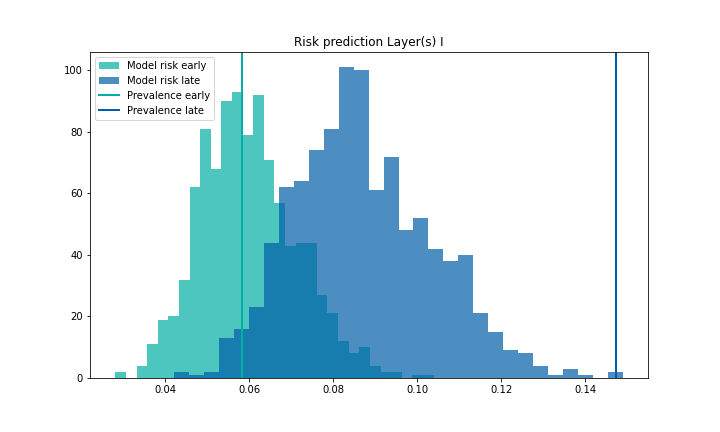 Risk prediction Layer(s) I
Model risk early
Model risk late
Prevalence early
Prevalence late
100
80
60
40
20
0
0.04 0.06 0.08 0.10 0.12 0.14